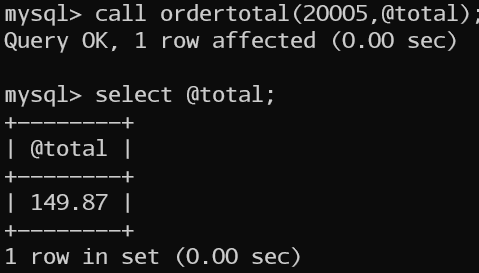 mysql> call ordertotal(20005,@total);
Query OK, 1 row affected (0.00 sec)
mysql> select @total;
+--------+
| @total |
+--------+
| 149.87 |
+--------+
1 row in set (0.00 sec)